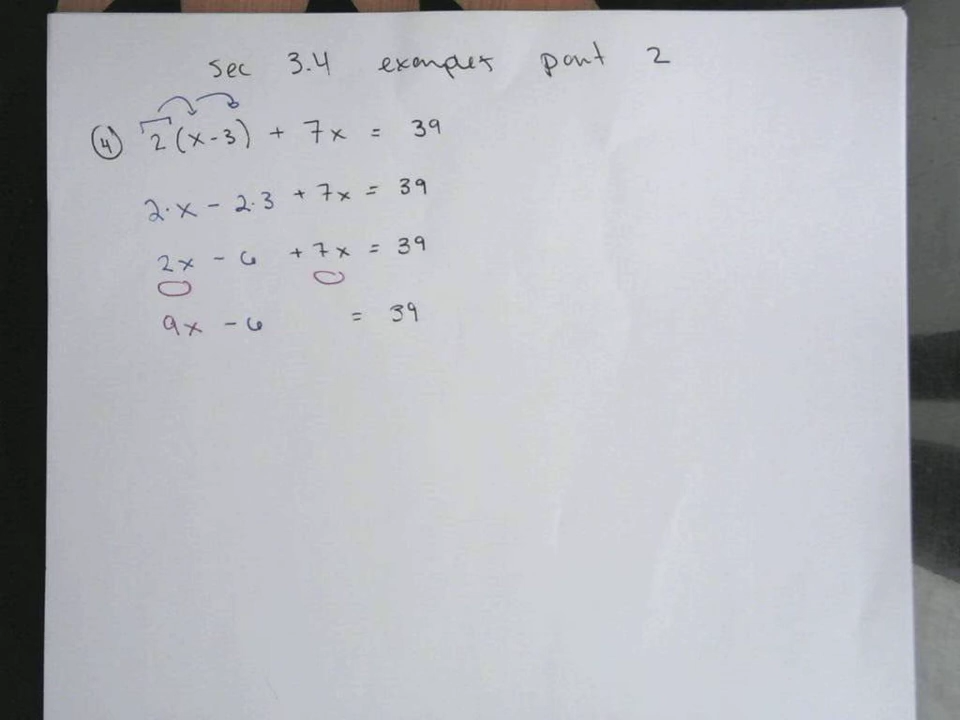 sec 3.4 examples part 2
4 2(x-3) + 7x = 39
2·x - 2·3 + 7x = 39
2x - 6 + 7x = 39
9x - 6 = 39